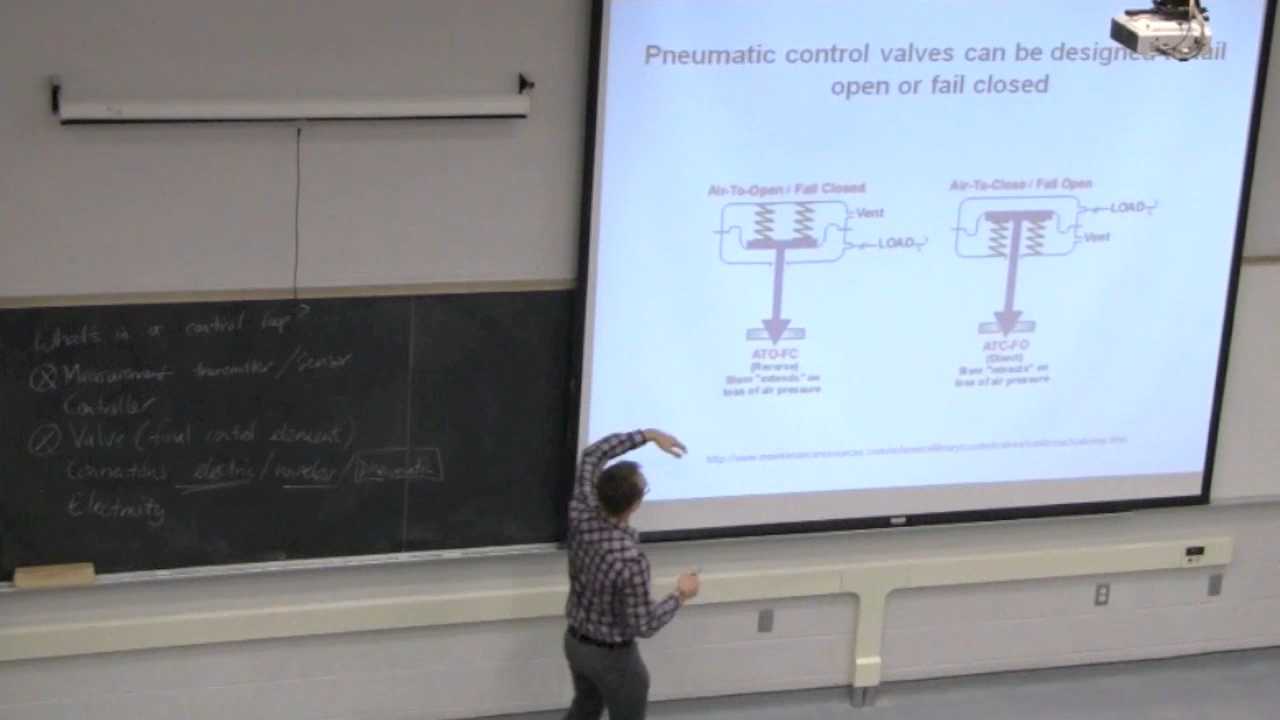 What's in a control loop?
Measurement transmitter/sensor
Controller
Valve (final control element)
Connections electric / / pneumatic
Electricity
Pneumatic control valves can be designed fail
open or fail closed
Air-To-Open / Fail Closed
Vent
LOAD
ATO-FC
(Reverse)
Stem "extends" on
loss of air pressure
Air-To-Close / Fail Open
LOAD
Vent
ATC-FO
(Direct)
Stem "retracts" on
loss of air pressure